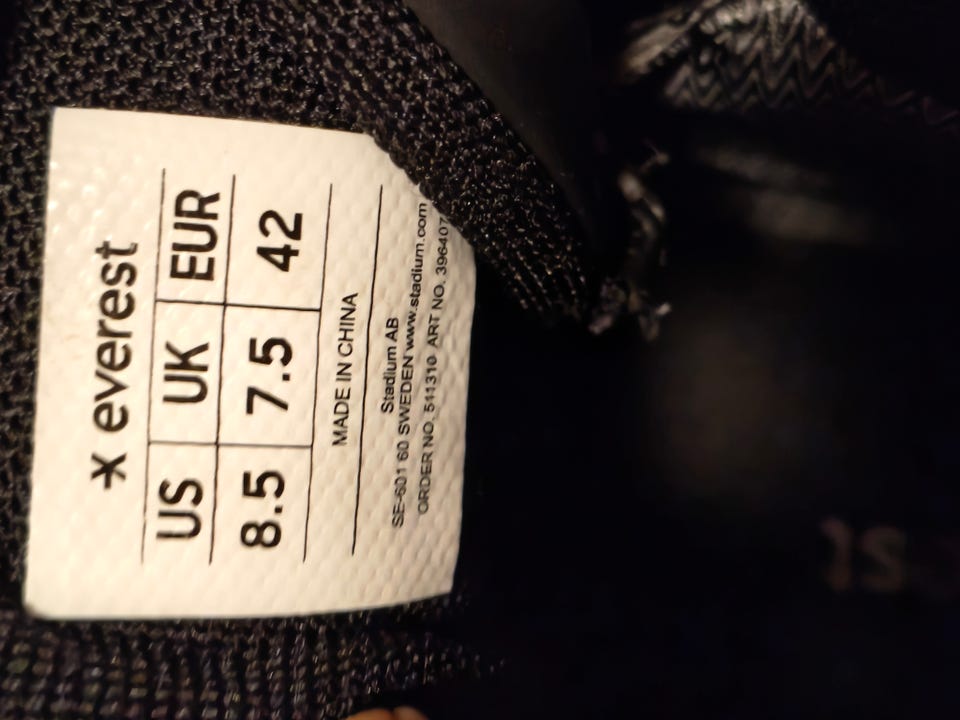 everest
US UK EUR
8.5 7.5 42
MADE IN CHINA
Stadium AB
SE-601 60 SWEDEN www.stadium.com
ORDER NO. 511310 ART NO. 396407